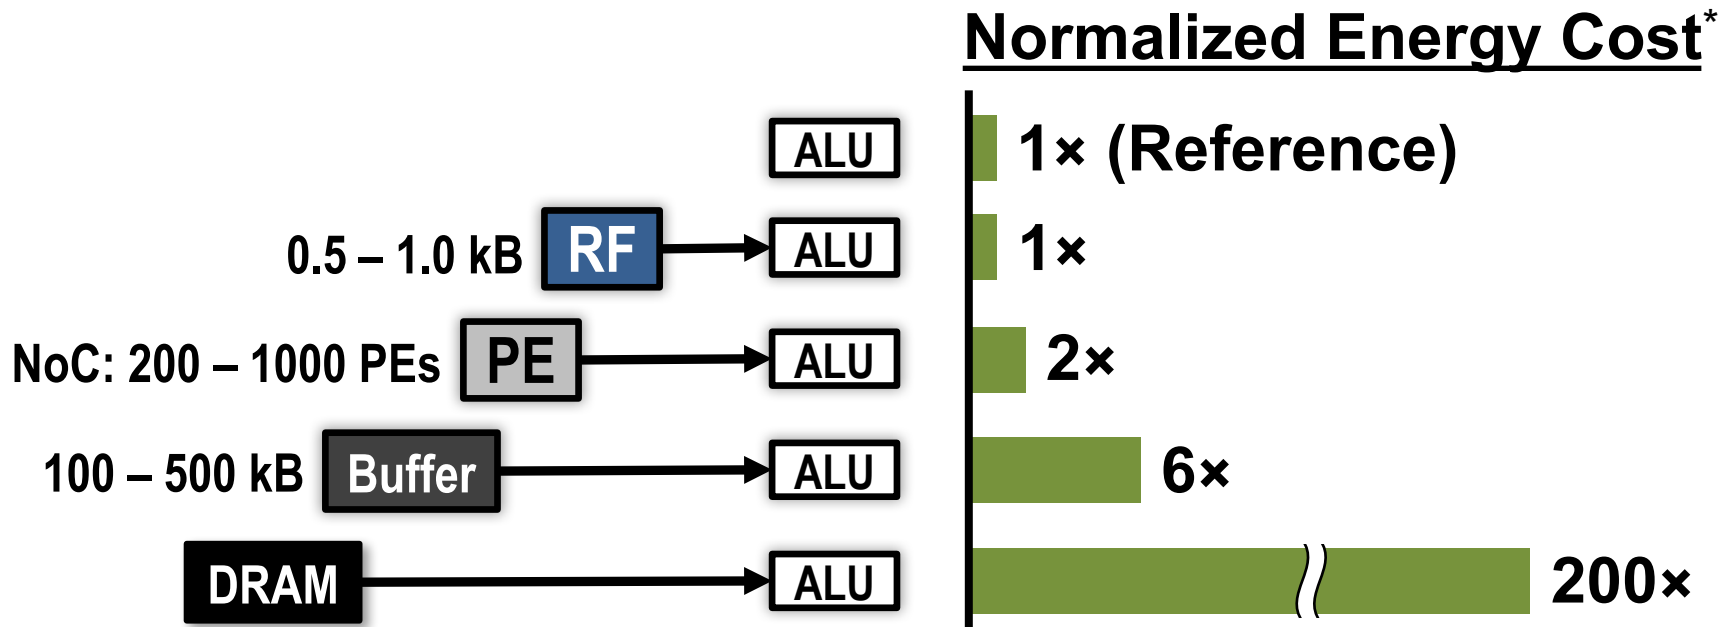 Normalized Energy Cost*
ALU 1× (Reference)
0.5 – 1.0 kB RF ALU 1×
NoC: 200 – 1000 PEs PE ALU 2×
100 – 500 kB Buffer ALU 6×
DRAM ALU 200×